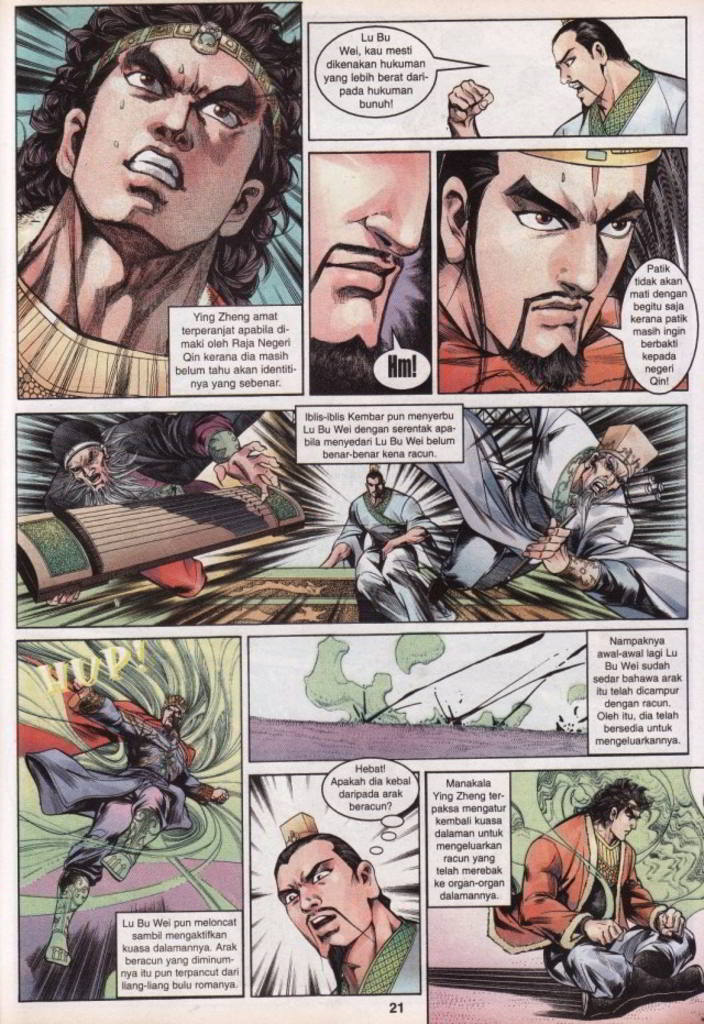 Ying Zheng amat
terperanjat apabila di-
maki oleh Raja Negeri
Qin kerana dia masih
belum tahu akan identiti-
nya yang sebenar.
Lu Bu
Wei, kau mesti
dikenakan hukuman
yang lebih berat dari-
pada hukuman
bunuh!
Hm!
Patik
tidak akan
mati dengan
begitu saja
kerana patik
masih ingin
berbakti
kepada
negeri
Qin!
Iblis-iblis Kembar pun menyerbu
Lu Bu Wei dengan serentak apa-
bila menyedari Lu Bu Wei belum
benar-benar kena racun.
HUP!
Lu Bu Wei pun meloncat
sambil mengaktifkan kuasa
kuasa dalamannya. Arak
beracun yang diminum-
nya itu pun terpancut dari
liang-liang bulu romanya.
Nampaknya
awal-awal lagi Lu
Bu Wei sudah
sedar bahawa arak
itu telah dicampur
dengan racun.
Oleh itu, dia telah
bersedia untuk
mengeluarkannya.
Hebat!
Apakah dia kebal
daripada arak
beracun?
Manakala
Ying Zheng ter-
paksa mengatur
kembali kuasa
dalaman untuk
mengeluarkan
racun yang
telah merebak
ke organ-organ
dalamannya.
21